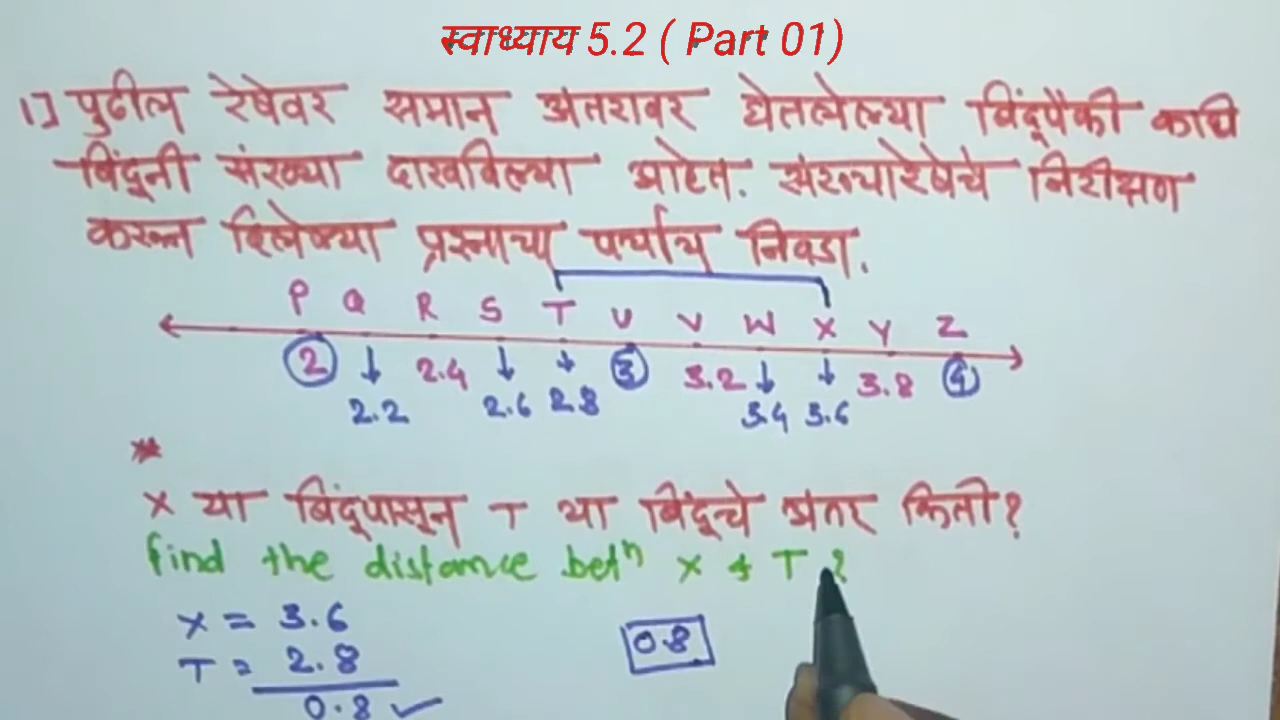 स्वाध्याय 5.2 ( Part 01)
1] पुढील रेषेवर समान अंतरावर घेतलेल्या बिंदूपैकी काही
बिंदूनी संख्या दाखविल्या आहेत. संख्यारेषेचे निरीक्षण
करून दिलेल्या प्रश्नाचा पर्याय निवडा.
P Q R S T U V W X Y Z
2 2.4 3 3.2 3.8 4
2.2 2.6 2.8 3.4 3.6
X या बिंदूपासून T या बिंदूचे अंतर किती?
find the distance betⁿ X & T ?
X = 3.6
T = 2.8
0.8 ✓
0.8